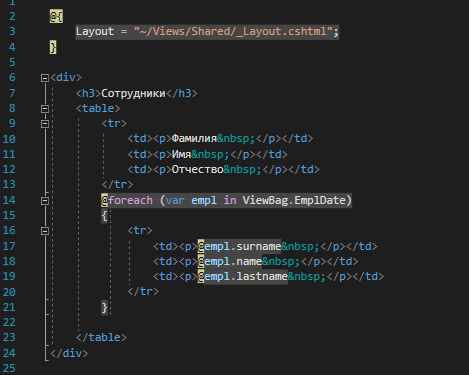 1
2 @{
3 Layout = "~/Views/Shared/_Layout.cshtml";
4 }
5
6 <div>
7 <h3>Сотрудники</h3>
8 <table>
9 <tr>
10 <td><p>Фамилия&nbsp;</p></td>
11 <td><p>Имя&nbsp;</p></td>
12 <td><p>Отчество&nbsp;</p></td>
13 </tr>
14 @foreach (var empl in ViewBag.EmplDate)
15 {
16 <tr>
17 <td><p>@empl.surname&nbsp;</p></td>
18 <td><p>@empl.name&nbsp;</p></td>
19 <td><p>@empl.lastname&nbsp;</p></td>
20 </tr>
21 }
22
23 </table>
24 </div>
25